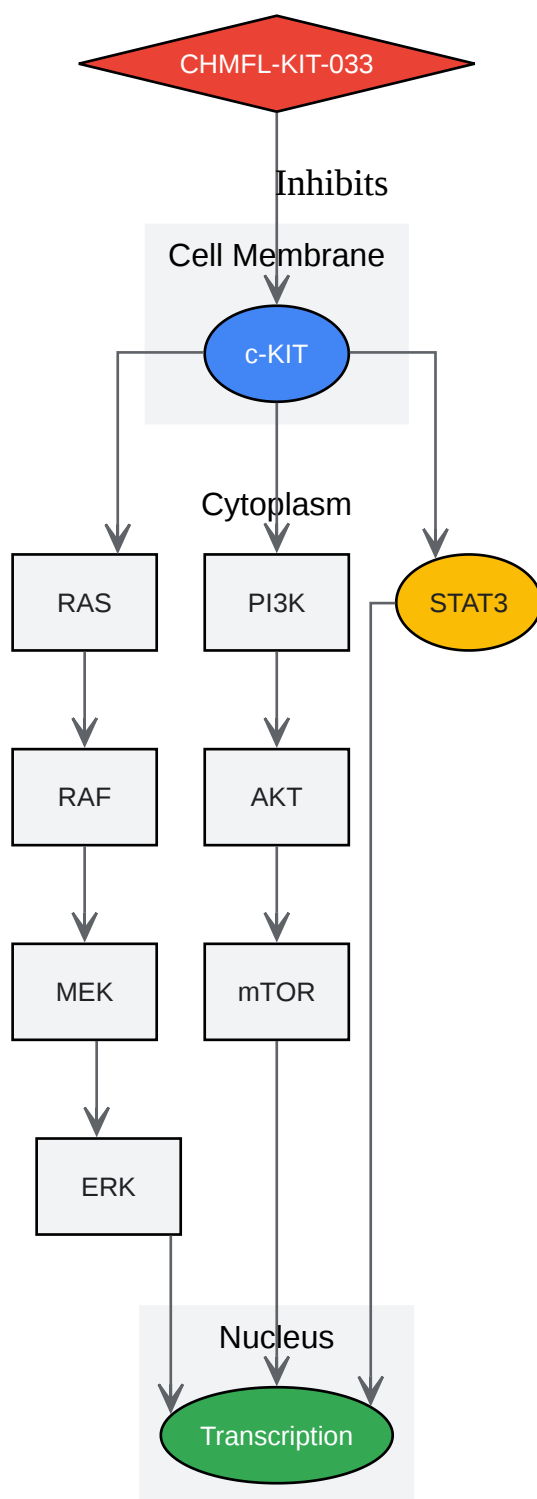 CHMFL-KIT-033
Inhibits
Cell Membrane
c-KIT
Cytoplasm
RAS
PI3K
STAT3
RAF
AKT
MEK
mTOR
ERK
Nucleus
Transcription